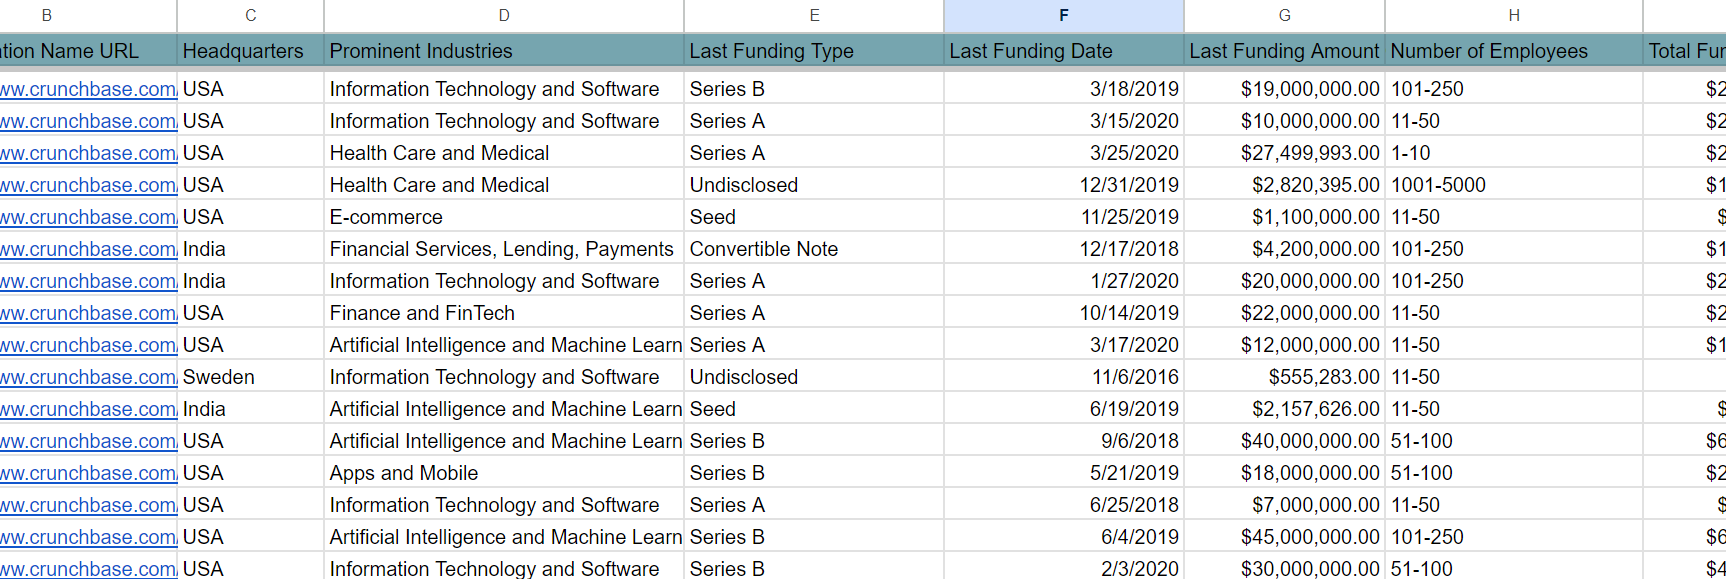 B C D E F G H
tion Name URL Headquarters Prominent Industries Last Funding Type Last Funding Date Last Funding Amount Number of Employees Total Fur
ww.crunchbase.com/ USA Information Technology and Software Series B 3/18/2019 $19,000,000.00 101-250 $2
ww.crunchbase.com/ USA Information Technology and Software Series A 3/15/2020 $10,000,000.00 11-50 $2
ww.crunchbase.com/ USA Health Care and Medical Series A 3/25/2020 $27,499,993.00 1-10 $2
ww.crunchbase.com/ USA Health Care and Medical Undisclosed 12/31/2019 $2,820,395.00 1001-5000 $1
ww.crunchbase.com/ USA E-commerce Seed 11/25/2019 $1,100,000.00 11-50 $
ww.crunchbase.com/ India Financial Services, Lending, Payments Convertible Note 12/17/2018 $4,200,000.00 101-250 $1
ww.crunchbase.com/ India Information Technology and Software Series A 1/27/2020 $20,000,000.00 101-250 $2
ww.crunchbase.com/ USA Finance and FinTech Series A 10/14/2019 $22,000,000.00 11-50 $2
ww.crunchbase.com/ USA Artificial Intelligence and Machine Learn Series A 3/17/2020 $12,000,000.00 11-50 $1
ww.crunchbase.com/ Sweden Information Technology and Software Undisclosed 11/6/2016 $555,283.00 11-50
ww.crunchbase.com/ India Artificial Intelligence and Machine Learn Seed 6/19/2019 $2,157,626.00 11-50 $
ww.crunchbase.com/ USA Artificial Intelligence and Machine Learn Series B 9/6/2018 $40,000,000.00 51-100 $6
ww.crunchbase.com/ USA Apps and Mobile Series B 5/21/2019 $18,000,000.00 51-100 $2
ww.crunchbase.com/ USA Information Technology and Software Series A 6/25/2018 $7,000,000.00 11-50 $
ww.crunchbase.com/ USA Artificial Intelligence and Machine Learn Series B 6/4/2019 $45,000,000.00 101-250 $6
ww.crunchbase.com/ USA Information Technology and Software Series B 2/3/2020 $30,000,000.00 51-100 $4